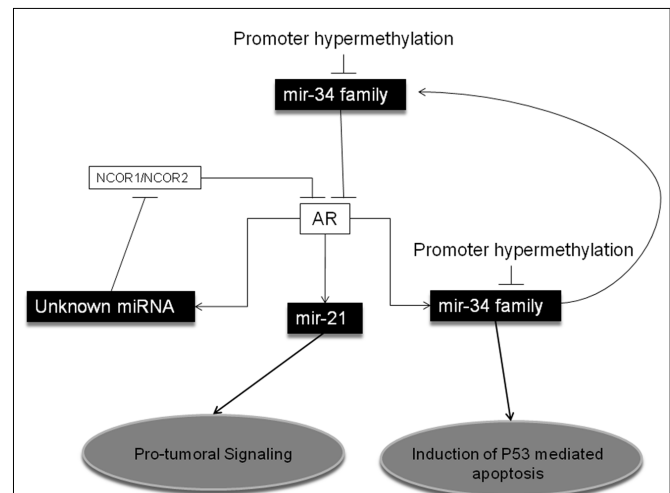 Promoter hypermethylation
mir-34 family
NCOR1/NCOR2
AR
Promoter hypermethylation
Unknown miRNA
mir-21
mir-34 family
Pro-tumoral Signaling
Induction of P53 mediated
apoptosis